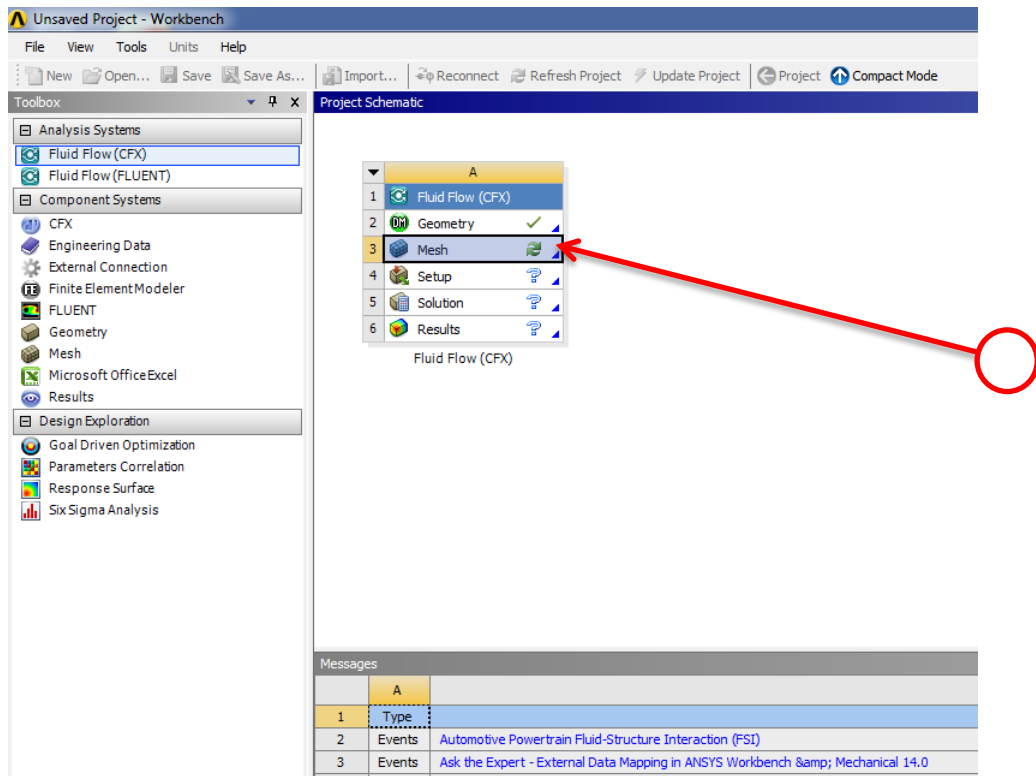 Unsaved Project - Workbench
File View Tools Units Help
New Open... Save Save As... Import... Reconnect Refresh Project Update Project Project Compact Mode
Toolbox
Project Schematic
Analysis Systems
Fluid Flow (CFX)
Fluid Flow (FLUENT)
Component Systems
CFX
Engineering Data
External Connection
Finite Element Modeler
FLUENT
Geometry
Mesh
Microsoft Office Excel
Results
Design Exploration
Goal Driven Optimization
Parameters Correlation
Response Surface
Six Sigma Analysis
A
1 Fluid Flow (CFX)
2 DM Geometry
3 Mesh
4 Setup ?
5 Solution ?
6 Results ?
Fluid Flow (CFX)
Messages
A
1 Type
2 Events Automotive Powertrain Fluid-Structure Interaction (FSI)
3 Events Ask the Expert - External Data Mapping in ANSYS Workbench &amp; Mechanical 14.0